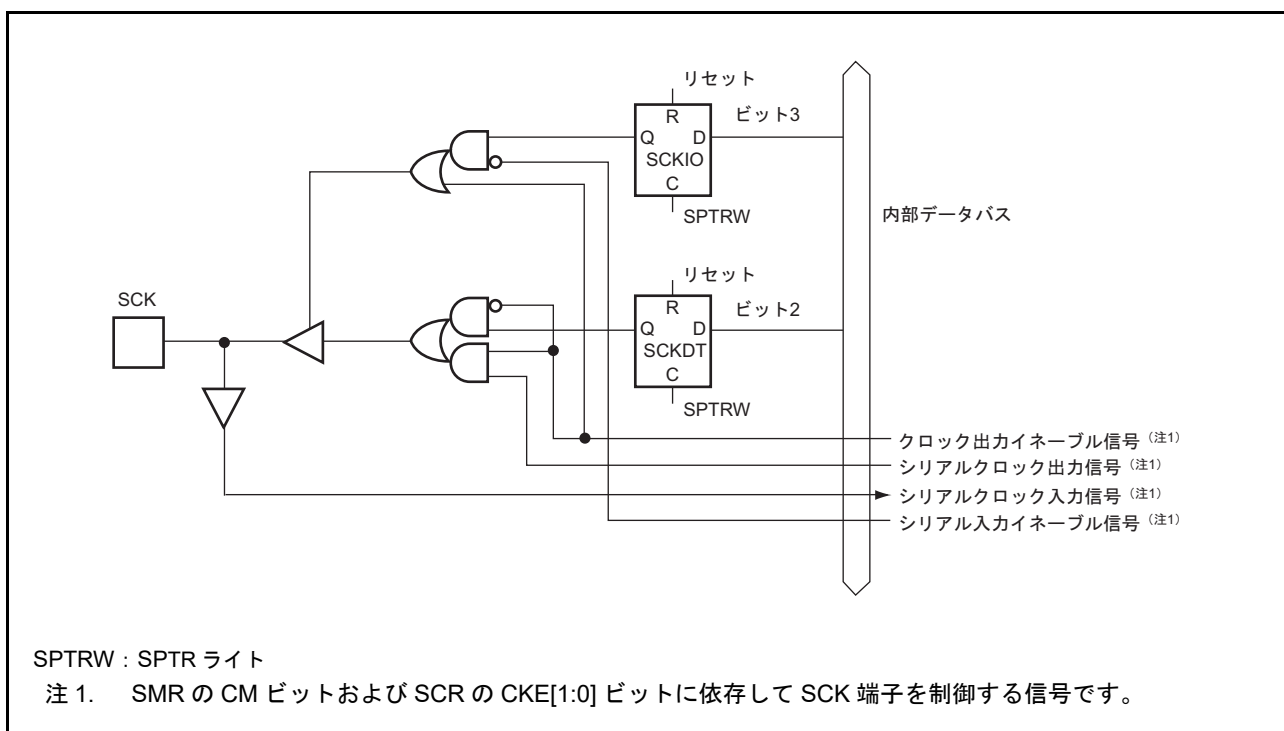 リセット
R
ビット3
Q D
SCKIO
C
SPTRW
内部データバス
リセット
SCK
R
ビット2
Q D
SCKDT
C
SPTRW
クロック出力イネーブル信号（注1）
シリアルクロック出力信号（注1）
シリアルクロック入力信号（注1）
シリアル入力イネーブル信号（注1）
SPTRW：SPTR ライト
注 1. SMR の CM ビットおよび SCR の CKE[1:0] ビットに依存して SCK 端子を制御する信号です。